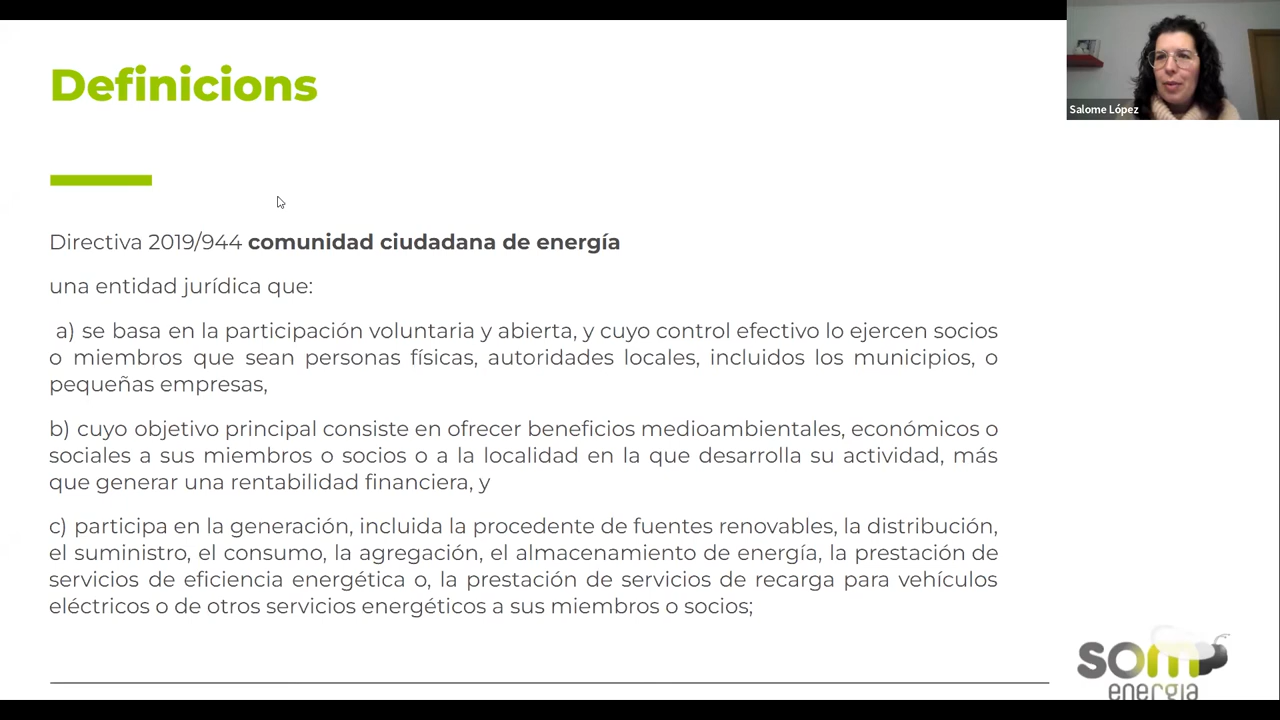 Definicions
Salome López
Directiva 2019/944 comunidad ciudadana de energía
una entidad jurídica que:
a) se basa en la participación voluntaria y abierta, y cuyo control efectivo lo ejercen socios
o miembros que sean personas físicas, autoridades locales, incluidos los municipios, o
pequeñas empresas,
b) cuyo objetivo principal consiste en ofrecer beneficios medioambientales, económicos o
sociales a sus miembros o socios o a la localidad en la que desarrolla su actividad, más
que generar una rentabilidad financiera, y
c) participa en la generación, incluida la procedente de fuentes renovables, la distribución,
el suministro, el consumo, la agregación, el almacenamiento de energía, la prestación de
servicios de eficiencia energética o, la prestación de servicios de recarga para vehículos
eléctricos o de otros servicios energéticos a sus miembros o socios;
som
energia